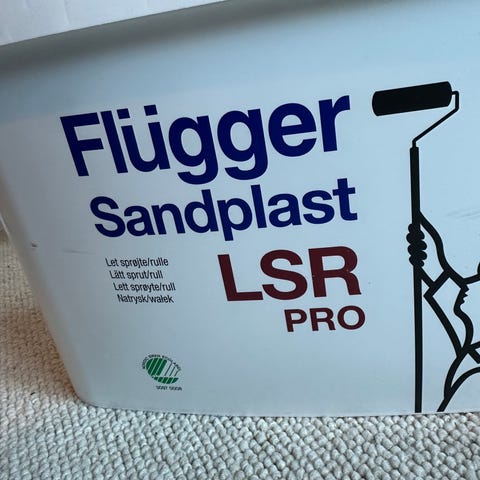 Flügger
Sandplast
LSR
PRO
Let sprøjte/rulle
Lätt sprut/rull
Lett sprøyte/rull
Natrysk/wałek